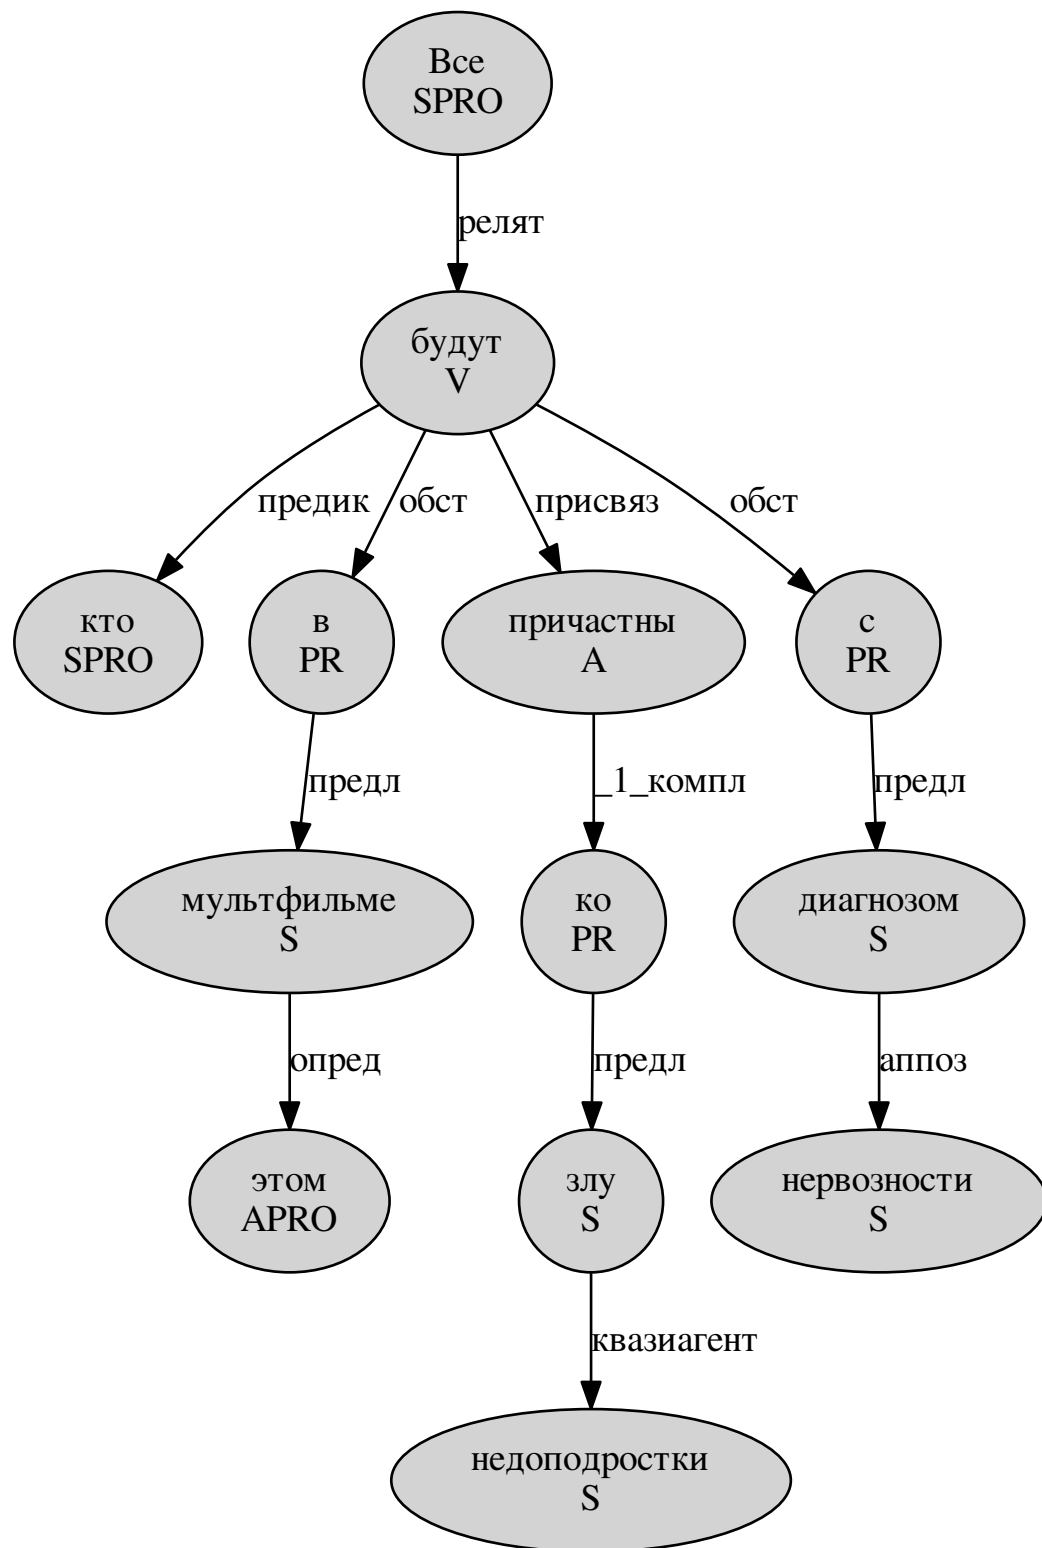 Все
SPRO
релят
будут
V
предик
обст
присвяз
обст
кто
SPRO
в
PR
причастны
A
с
PR
предл
_1_компл
предл
мультфильме
S
ко
PR
диагнозом
S
опред
предл
аппоз
этом
APRO
злу
S
нервозности
S
квазиагент
недоподростки
S